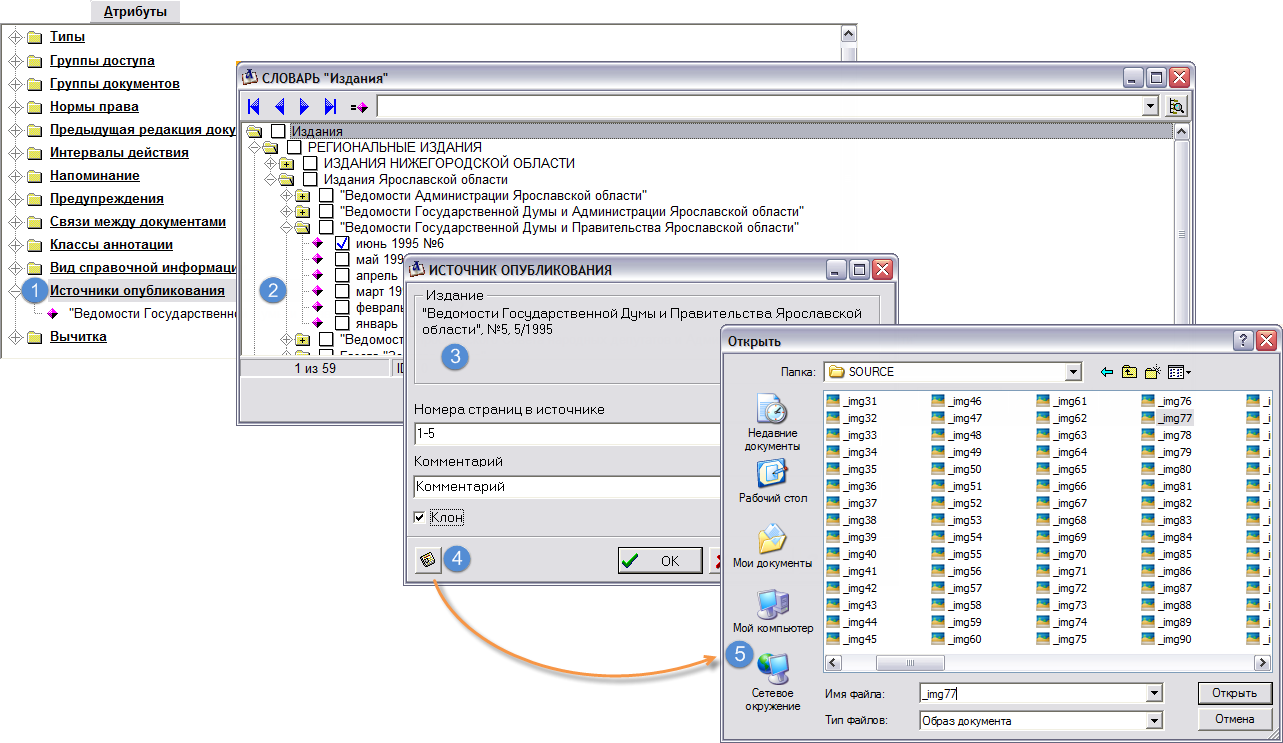 Атрибуты
Типы
Группы доступа
Группы документов
Нормы права
Предыдущая редакция доку
Интервалы действия
Напоминание
Предупреждения
Связи между документами
Классы аннотации
Вид справочной информаци
1
Источники опубликования
"Ведомости Государственно
Вычитка
СЛОВАРЬ "Издания"
Издания
РЕГИОНАЛЬНЫЕ ИЗДАНИЯ
ИЗДАНИЯ НИЖЕГОРОДСКОЙ ОБЛАСТИ
Издания Ярославской области
"Ведомости Администрации Ярославской области"
"Ведомости Государственной Думы и Администрации Ярославской области"
"Ведомости Государственной Думы и Правительства Ярославской области"
июнь 1995 №6
май 199
апрель
2
март 19
февраль
январь
"Ведомост
1 из 59
ИСТОЧНИК ОПУБЛИКОВАНИЯ
Издание
"Ведомости Государственной Думы и Правительства Ярославской
области", №5, 5/1995
3
Номера страниц в источнике
1-5
Комментарий
Комментарий
Клон
4
OK
Открыть
Папка:
SOURCE
Недавние
документы
Рабочий стол
Мои документы
Мой компьютер
5
Сетевое
окружение
_img31 _img46 _img61 _img76
_img32 _img47 _img62 _img77
_img33 _img48 _img63 _img78
_img34 _img49 _img64 _img79
_img35 _img50 _img65 _img80
_img36 _img51 _img66 _img81
_img37 _img52 _img67 _img82
_img38 _img53 _img68 _img83
_img39 _img54 _img69 _img84
_img40 _img55 _img70 _img85
_img41 _img56 _img71 _img86
_img42 _img57 _img72 _img87
_img43 _img58 _img73 _img88
_img44 _img59 _img74 _img89
_img45 _img60 _img75 _img90
Имя файла:
_img77
Открыть
Тип файлов:
Образ документа
Отмена